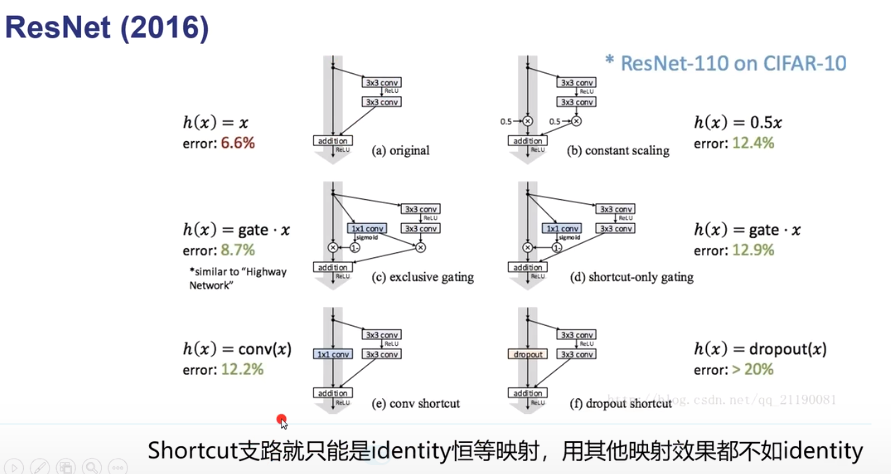 ResNet (2016)
* ResNet-110 on CIFAR-10
h(x) = x
error: 6.6%
3x3 conv
ReLU
3x3 conv
addition
ReLU
(a) original
3x3 conv
ReLU
3x3 conv
0.5
0.5
addition
ReLU
(b) constant scaling
h(x) = 0.5x
error: 12.4%
h(x) = gate · x
error: 8.7%
*similar to "Highway
Network"
3x3 conv
ReLU
1x1 conv
3x3 conv
sigmoid
1-
addition
ReLU
(c) exclusive gating
3x3 conv
ReLU
1x1 conv
3x3 conv
sigmoid
1-
addition
ReLU
(d) shortcut-only gating
h(x) = gate · x
error: 12.9%
h(x) = conv(x)
error: 12.2%
3x3 conv
ReLU
1x1 conv
3x3 conv
addition
ReLU
(e) conv shortcut
3x3 conv
ReLU
dropout
3x3 conv
addition
ReLU
(f) dropout shortcut
h(x) = dropout(x)
error: > 20%
blog.csdn.net/qq_21190081
Shortcut支路就只能是identity恒等映射，用其他映射效果都不如identity